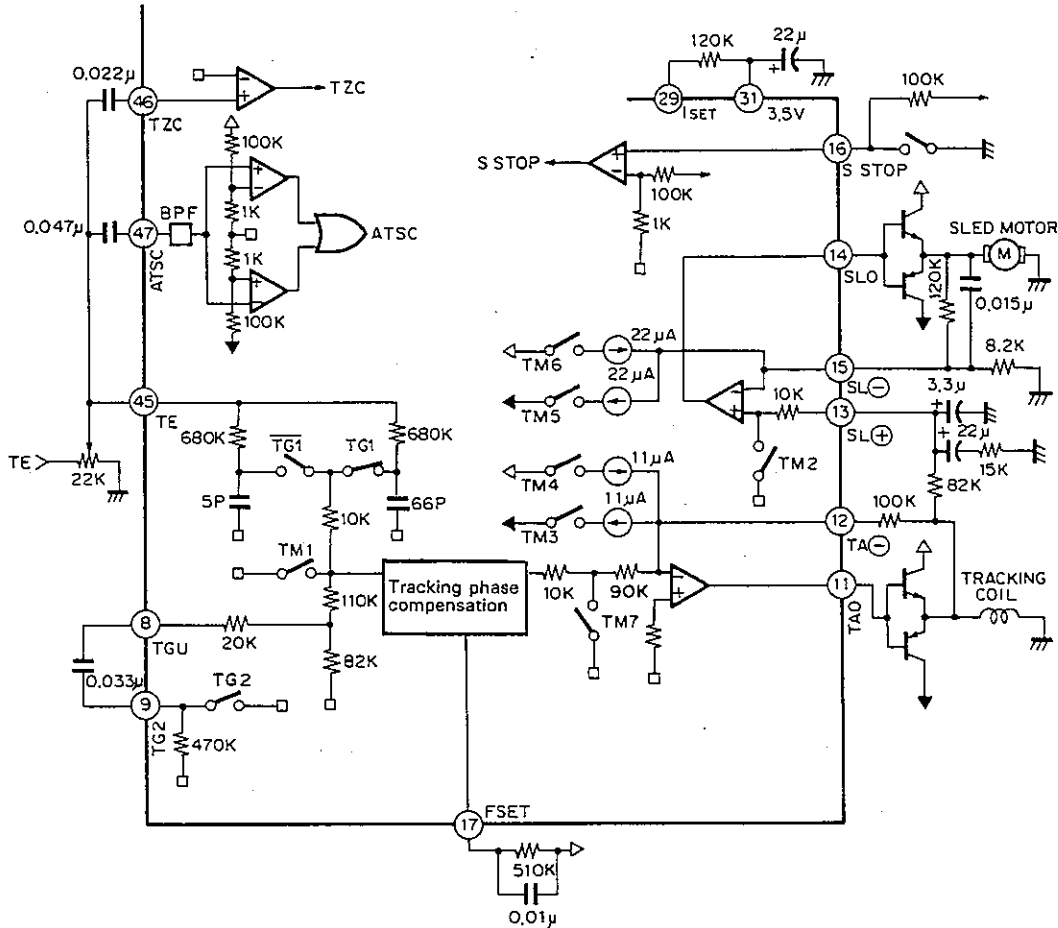 22μ
120K
0.022μ
46
TZC
TZC
29
ISET
31
3.5V
100K
100K
S STOP
16
S STOP
100K
1K
0.047μ
47
ATSC
BPF
1K
ATSC
1K
100K
14
SLO
SLED MOTOR
M
120K
0.015μ
22μA
TM6
22μA
TM5
15
SL⊖
8.2K
10K
13
SL⊕
3.3μ
22μ
15K
TM2
82K
45
TE
680K
TG1
TG1
680K
TE
22K
5P
66P
10K
11μA
TM4
11μA
TM3
12
TA⊖
100K
TM1
Tracking phase
compensation
10K
90K
TM7
11
TAO
TRACKING
COIL
110K
8
TGU
20K
82K
0.033μ
9
TG2
TG2
470K
17
FSET
510K
0.01μ